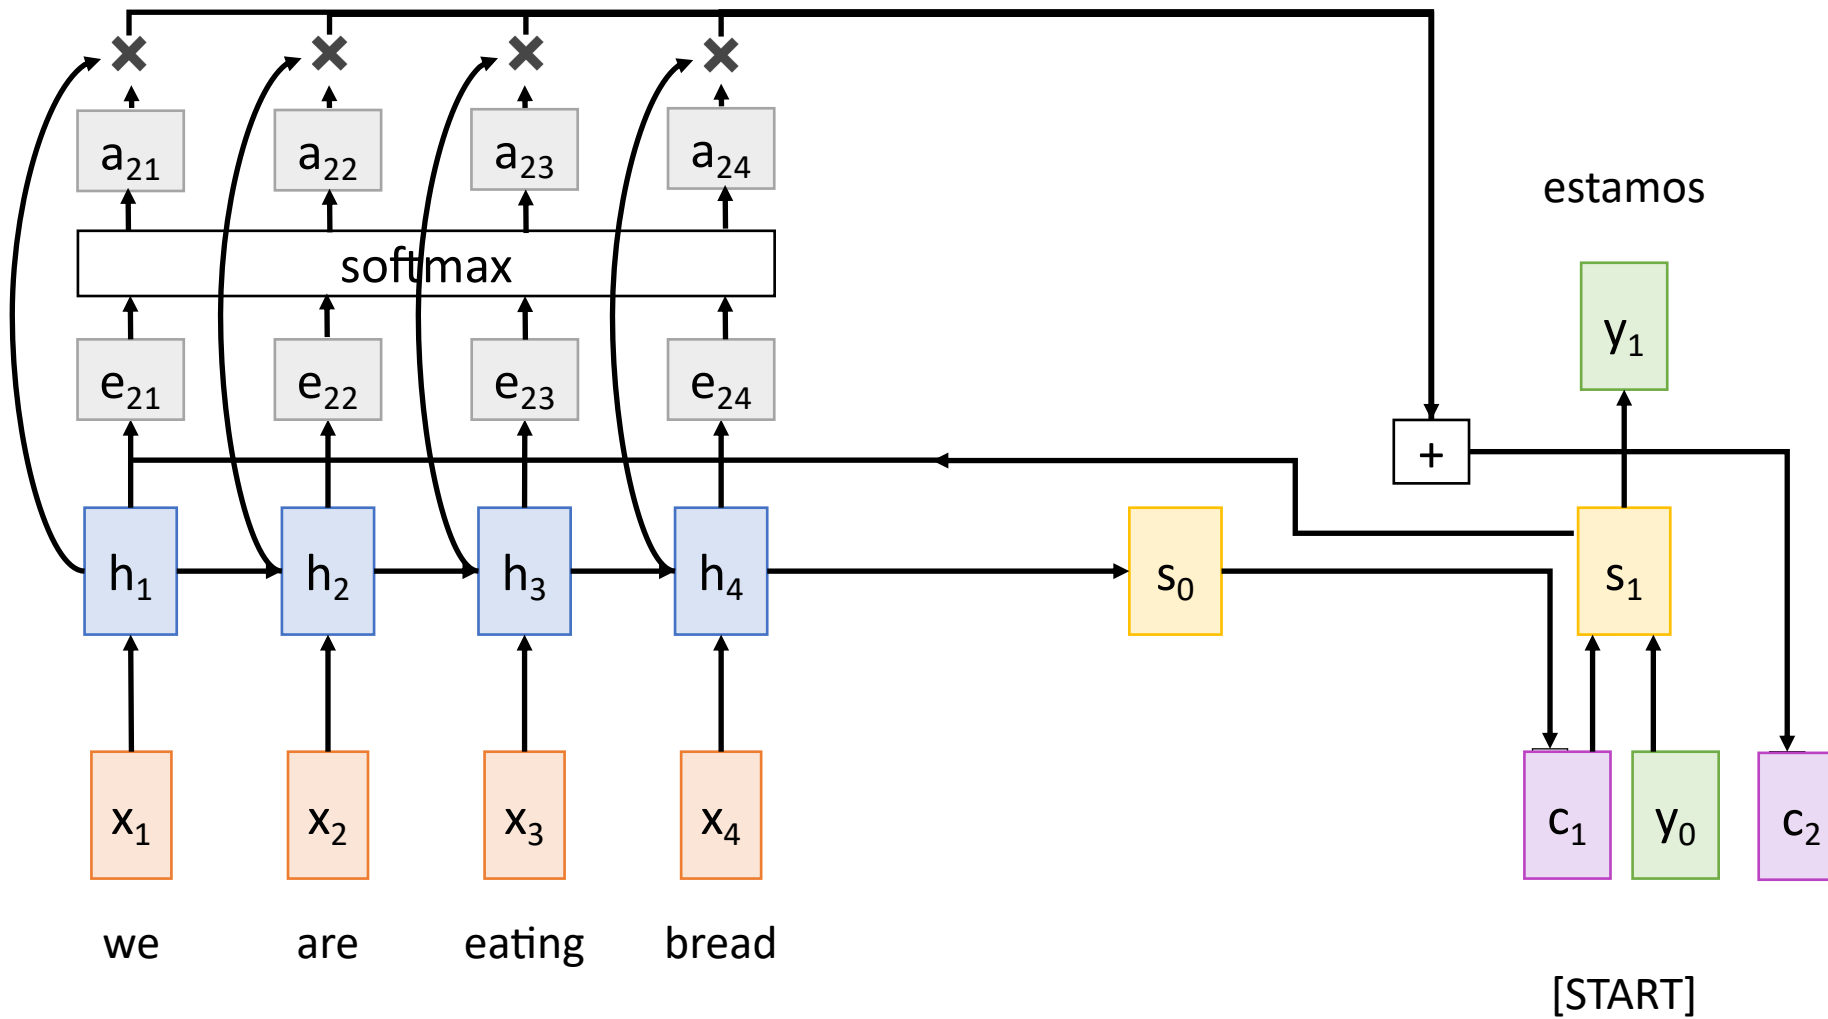 a₂₁ a₂₂ a₂₃ a₂₄
estamos
softmax
y₁
e₂₁ e₂₂ e₂₃ e₂₄
+
h₁ h₂ h₃ h₄ s₀ s₁
x₁ x₂ x₃ x₄ c₁ y₀ c₂
we are eating bread
[START]